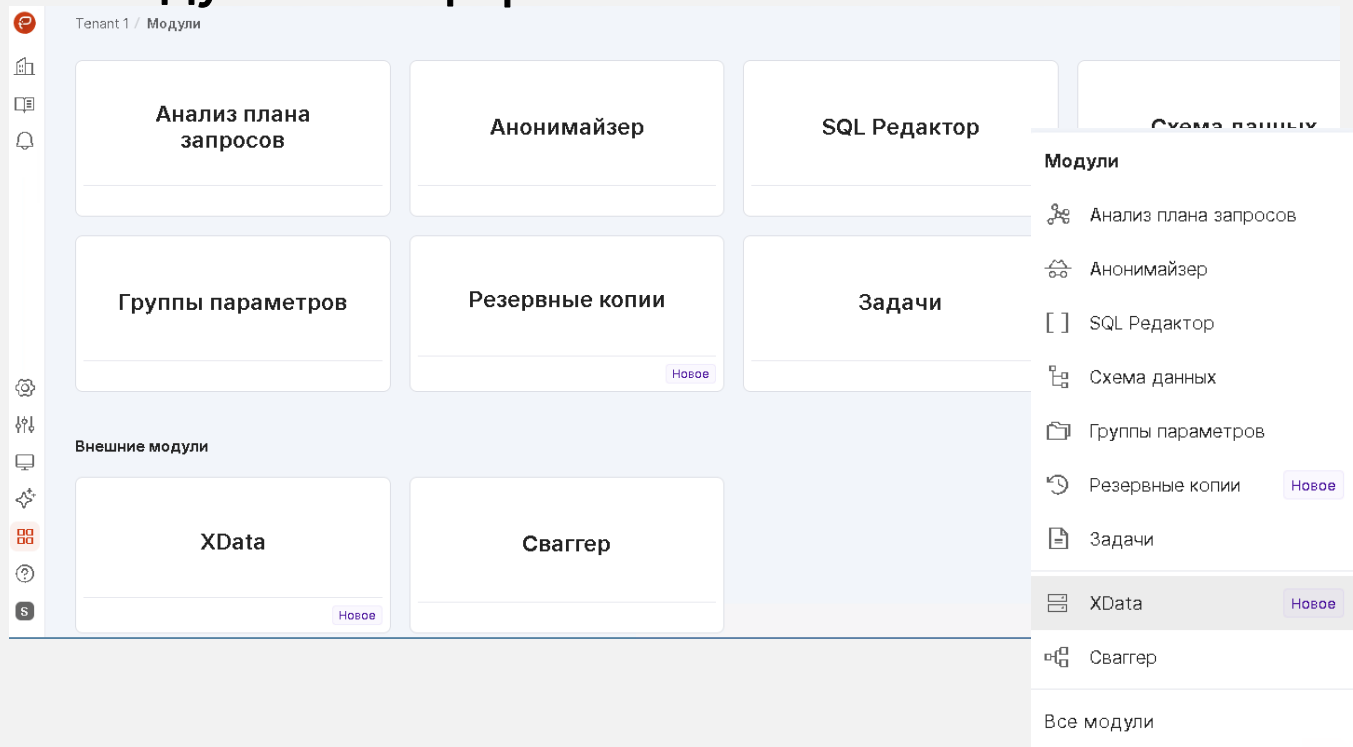 Tenant 1 / Модули
Анализ плана
запросов
Анонимайзер
SQL Редактор
Схема данных
Группы параметров
Резервные копии
Новое
Задачи
Внешние модули
XData
Новое
Сваггер
S
Модули
Анализ плана запросов
Анонимайзер
SQL Редактор
Схема данных
Группы параметров
Резервные копии Новое
Задачи
XData Новое
Сваггер
Все модули